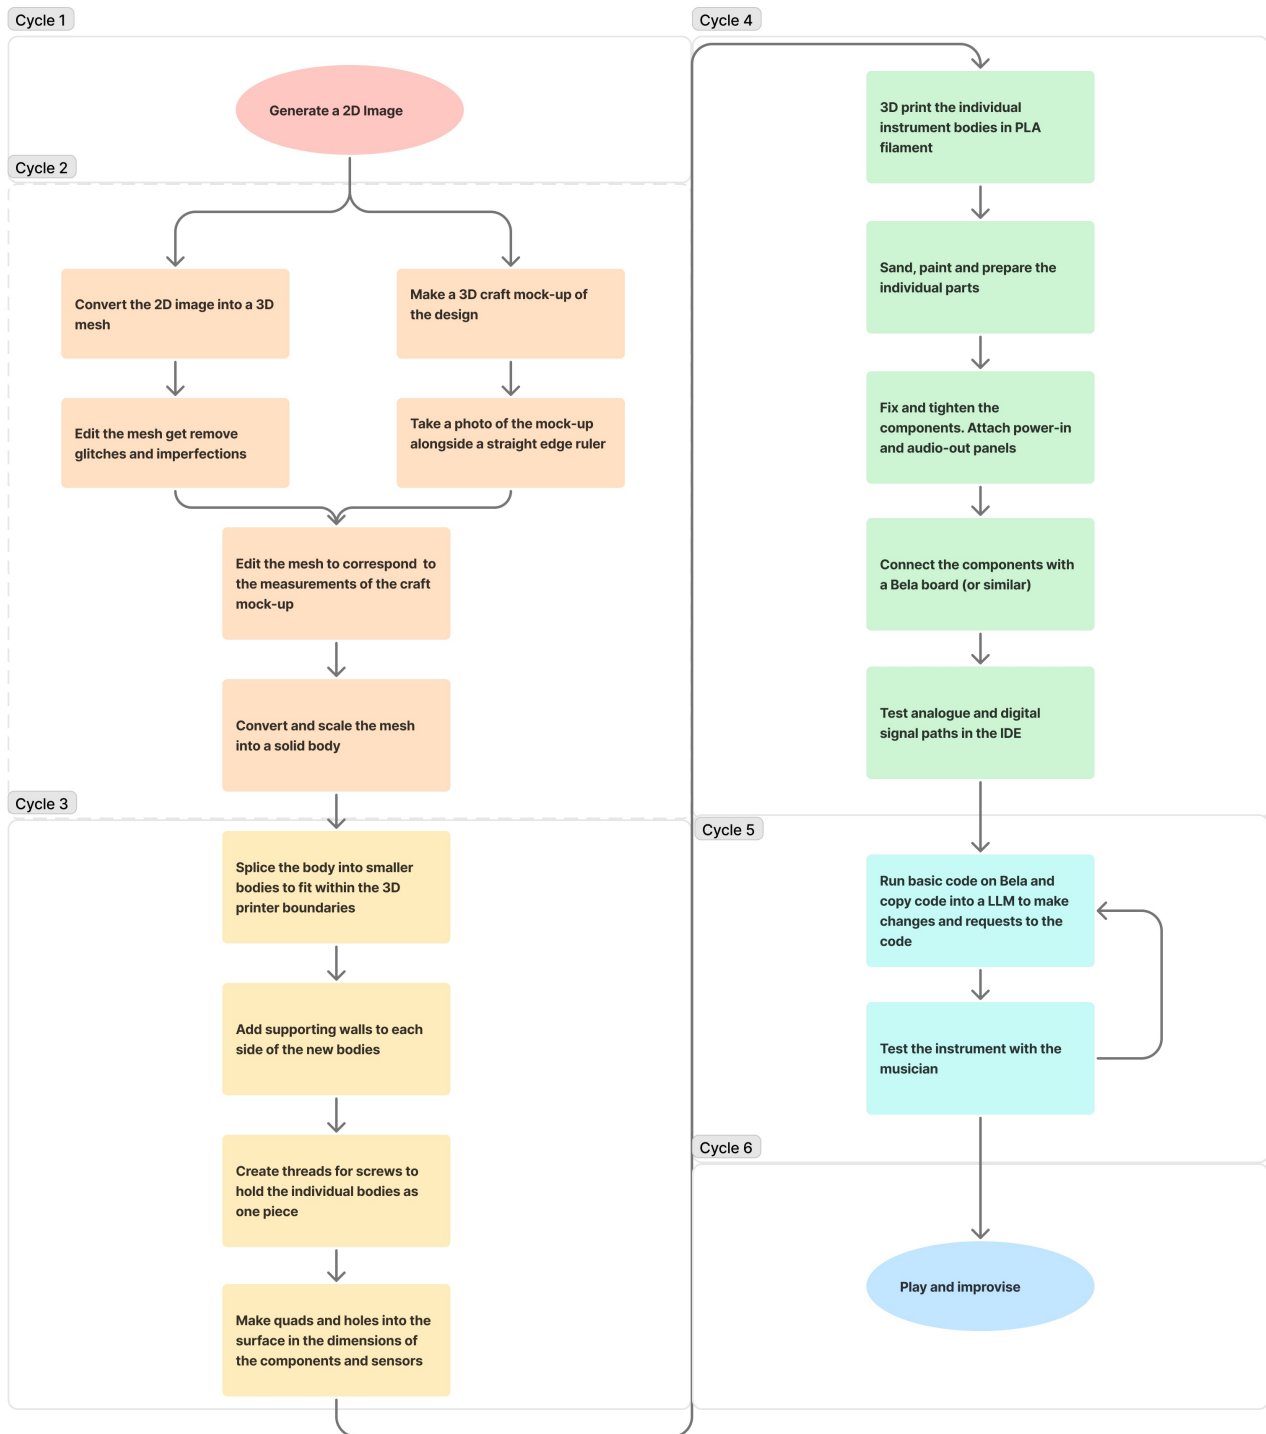 Cycle 1
Generate a 2D Image
Cycle 2
Convert the 2D image into a 3D
mesh
Make a 3D craft mock-up of
the design
Edit the mesh get remove
glitches and imperfections
Take a photo of the mock-up
alongside a straight edge ruler
Edit the mesh to correspond  to
the measurements of the craft
mock-up
Convert and scale the mesh
into a solid body
Cycle 3
Splice the body into smaller
bodies to fit within the 3D
printer boundaries
Add supporting walls to each
side of the new bodies
Create threads for screws to
hold the individual bodies as
one piece
Make quads and holes into the
surface in the dimensions of
the components and sensors
Cycle 4
3D print the individual
instrument bodies in PLA
filament
Sand, paint and prepare the
individual parts
Fix and tighten the
components. Attach power-in
and audio-out panels
Connect the components with
a Bela board (or similar)
Test analogue and digital
signal paths in the IDE
Cycle 5
Run basic code on Bela and
copy code into a LLM to make
changes and requests to the
code
Test the instrument with the
musician
Cycle 6
Play and improvise